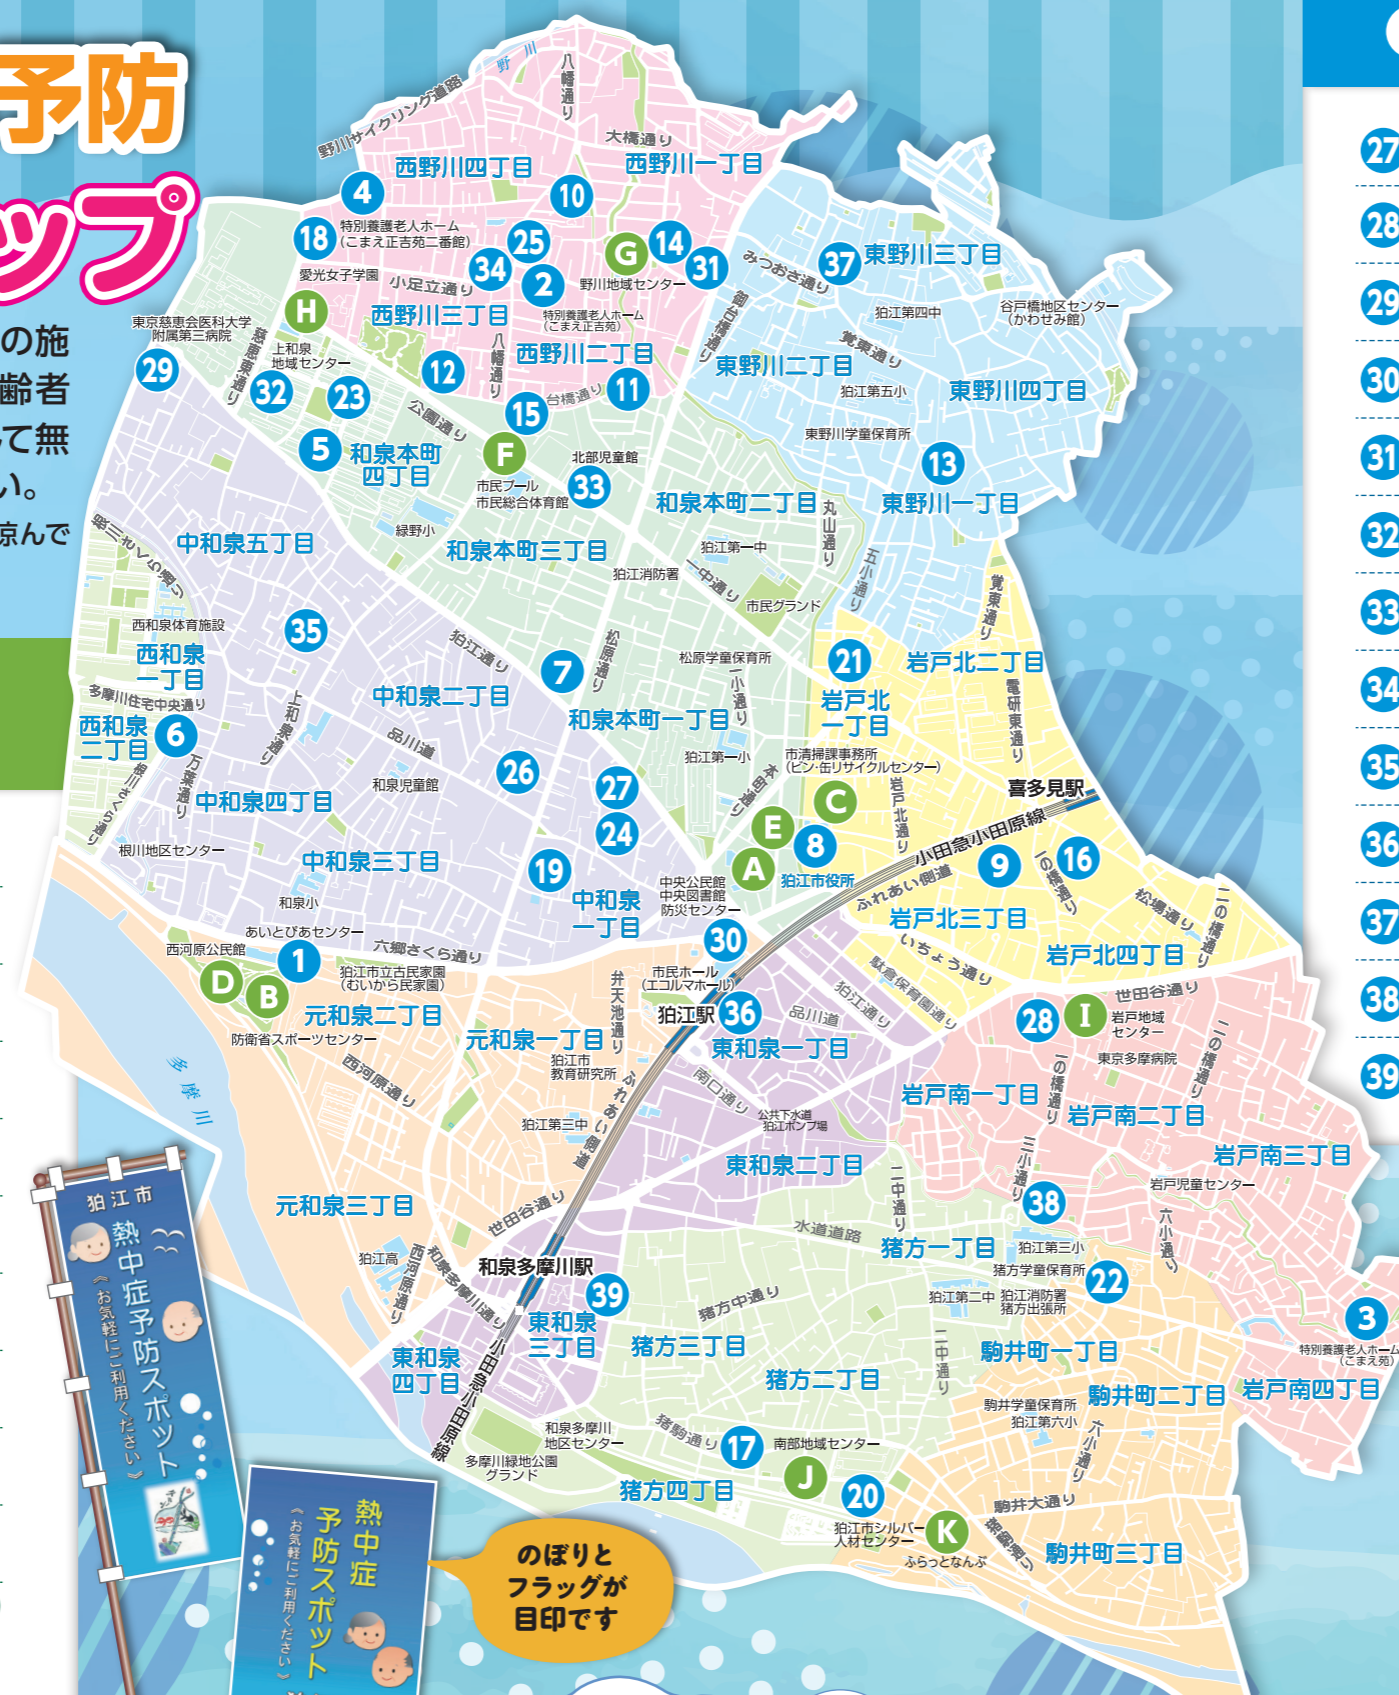 予防
ップ
の施
齢者
て無
い。
涼んで
野川
野川サイクリング道路
八幡通り
大橋通り
西野川四丁目
西野川一丁目
4
10
18
特別養護老人ホーム
(こまえ正吉苑二番館)
25
G
14
31
34
2
野川地域センター
愛光女子学園
小足立通り
H
西野川三丁目
特別養護老人ホーム
(こまえ正吉苑)
八幡通り
西野川二丁目
みつおさ通り
37
東野川三丁目
御台橋通り
狛江第四中
谷戸橋地区センター
(かわせみ館)
覚東通り
東野川二丁目
狛江第五小
東野川四丁目
東野川学童保育所
13
東野川一丁目
東京慈恵会医科大学
附属第三病院
慈恵東通り
上和泉
地域センター
29
32
23
12
台橋通り
11
15
公園通り
5
和泉本町
四丁目
F
北部児童館
市民プール
市民総合体育館
33
和泉本町二丁目
丸山通り
緑野小
和泉本町三丁目
狛江第一中
狛江消防署
一中通り
市民グランド
五小通り
覚東通り
根川さくら通り
中和泉五丁目
西和泉体育施設
35
西和泉
一丁目
狛江通り
松原通り
7
松原学童保育所
一小通り
21
岩戸北二丁目
岩戸北
一丁目
電研東通り
多摩川住宅中央通り
西和泉
二丁目
6
上和泉通り
中和泉二丁目
和泉本町一丁目
品川道
万葉通り
根川さくら通り
和泉児童館
26
27
狛江第一小
本町通り
市清掃課事務所
(ビン・缶リサイクルセンター)
岩戸北通り
喜多見駅
中和泉四丁目
24
C
E
8
A
狛江市役所
小田急小田原線
9
一の橋通り
16
根川地区センター
中和泉三丁目
19
中和泉
一丁目
中央公民館
中央図書館
防災センター
ふれあい側道
岩戸北三丁目
松場通り
二の橋通り
和泉小
あいとぴあセンター
六郷さくら通り
30
いちょう通り
岩戸北四丁目
西河原公民館
1
D
B
狛江市立古民家園
(むいから民家園)
弁天池通り
市民ホール
(エコルマホール)
駄倉保育園通り
狛江通り
世田谷通り
元和泉二丁目
狛江駅
36
品川道
28
I
岩戸地域
センター
防衛省スポーツセンター
元和泉一丁目
東和泉一丁目
東京多摩病院
二の橋通り
狛江市
教育研究所
多摩川
西河原通り
ふれあい側道
南口通り
岩戸南一丁目
一の橋通り
岩戸南二丁目
狛江第三中
公共下水道
狛江ポンプ場
三小通り
岩戸南三丁目
東和泉二丁目
二中通り
岩戸児童センター
元和泉三丁目
世田谷通り
38
水道道路
六小通り
猪方一丁目
狛江第三小
狛江高
西河原通り
和泉多摩川通り
和泉多摩川駅
猪方学童保育所
22
39
狛江第二中
狛江消防署
猪方出張所
猪方中通り
東和泉
三丁目
3
特別養護老人ホーム
(こまえ苑)
東和泉
四丁目
猪方三丁目
二中通り
駒井町一丁目
猪方二丁目
駒井町二丁目
岩戸南四丁目
小田急小田原線
駒井学童保育所
狛江第六小
六小通り
和泉多摩川
地区センター
猪駒通り
17
南部地域センター
多摩川緑地公園
グランド
J
猪方四丁目
20
駒井大通り
狛江市シルバー
人材センター
K
ふらっとなんぶ
駒井町三丁目
狛江市
熱中症予防スポット
《お気軽にご利用ください》
熱中症
予防スポット
《お気軽にご利用ください》
のぼりと
フラッグが
目印です
27
28
29
30
31
32
33
34
35
36
37
38
39